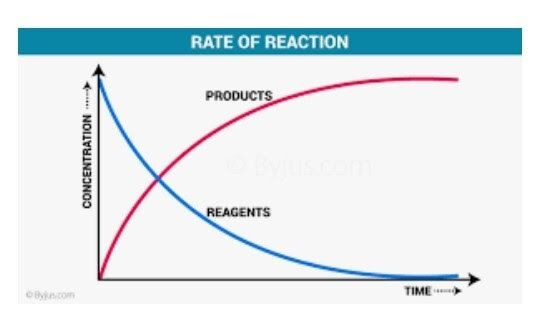 RATE OF REACTION
PRODUCTS
CONCENTRATION
© Byjus.com
REAGENTS
TIME
© Byjus.com